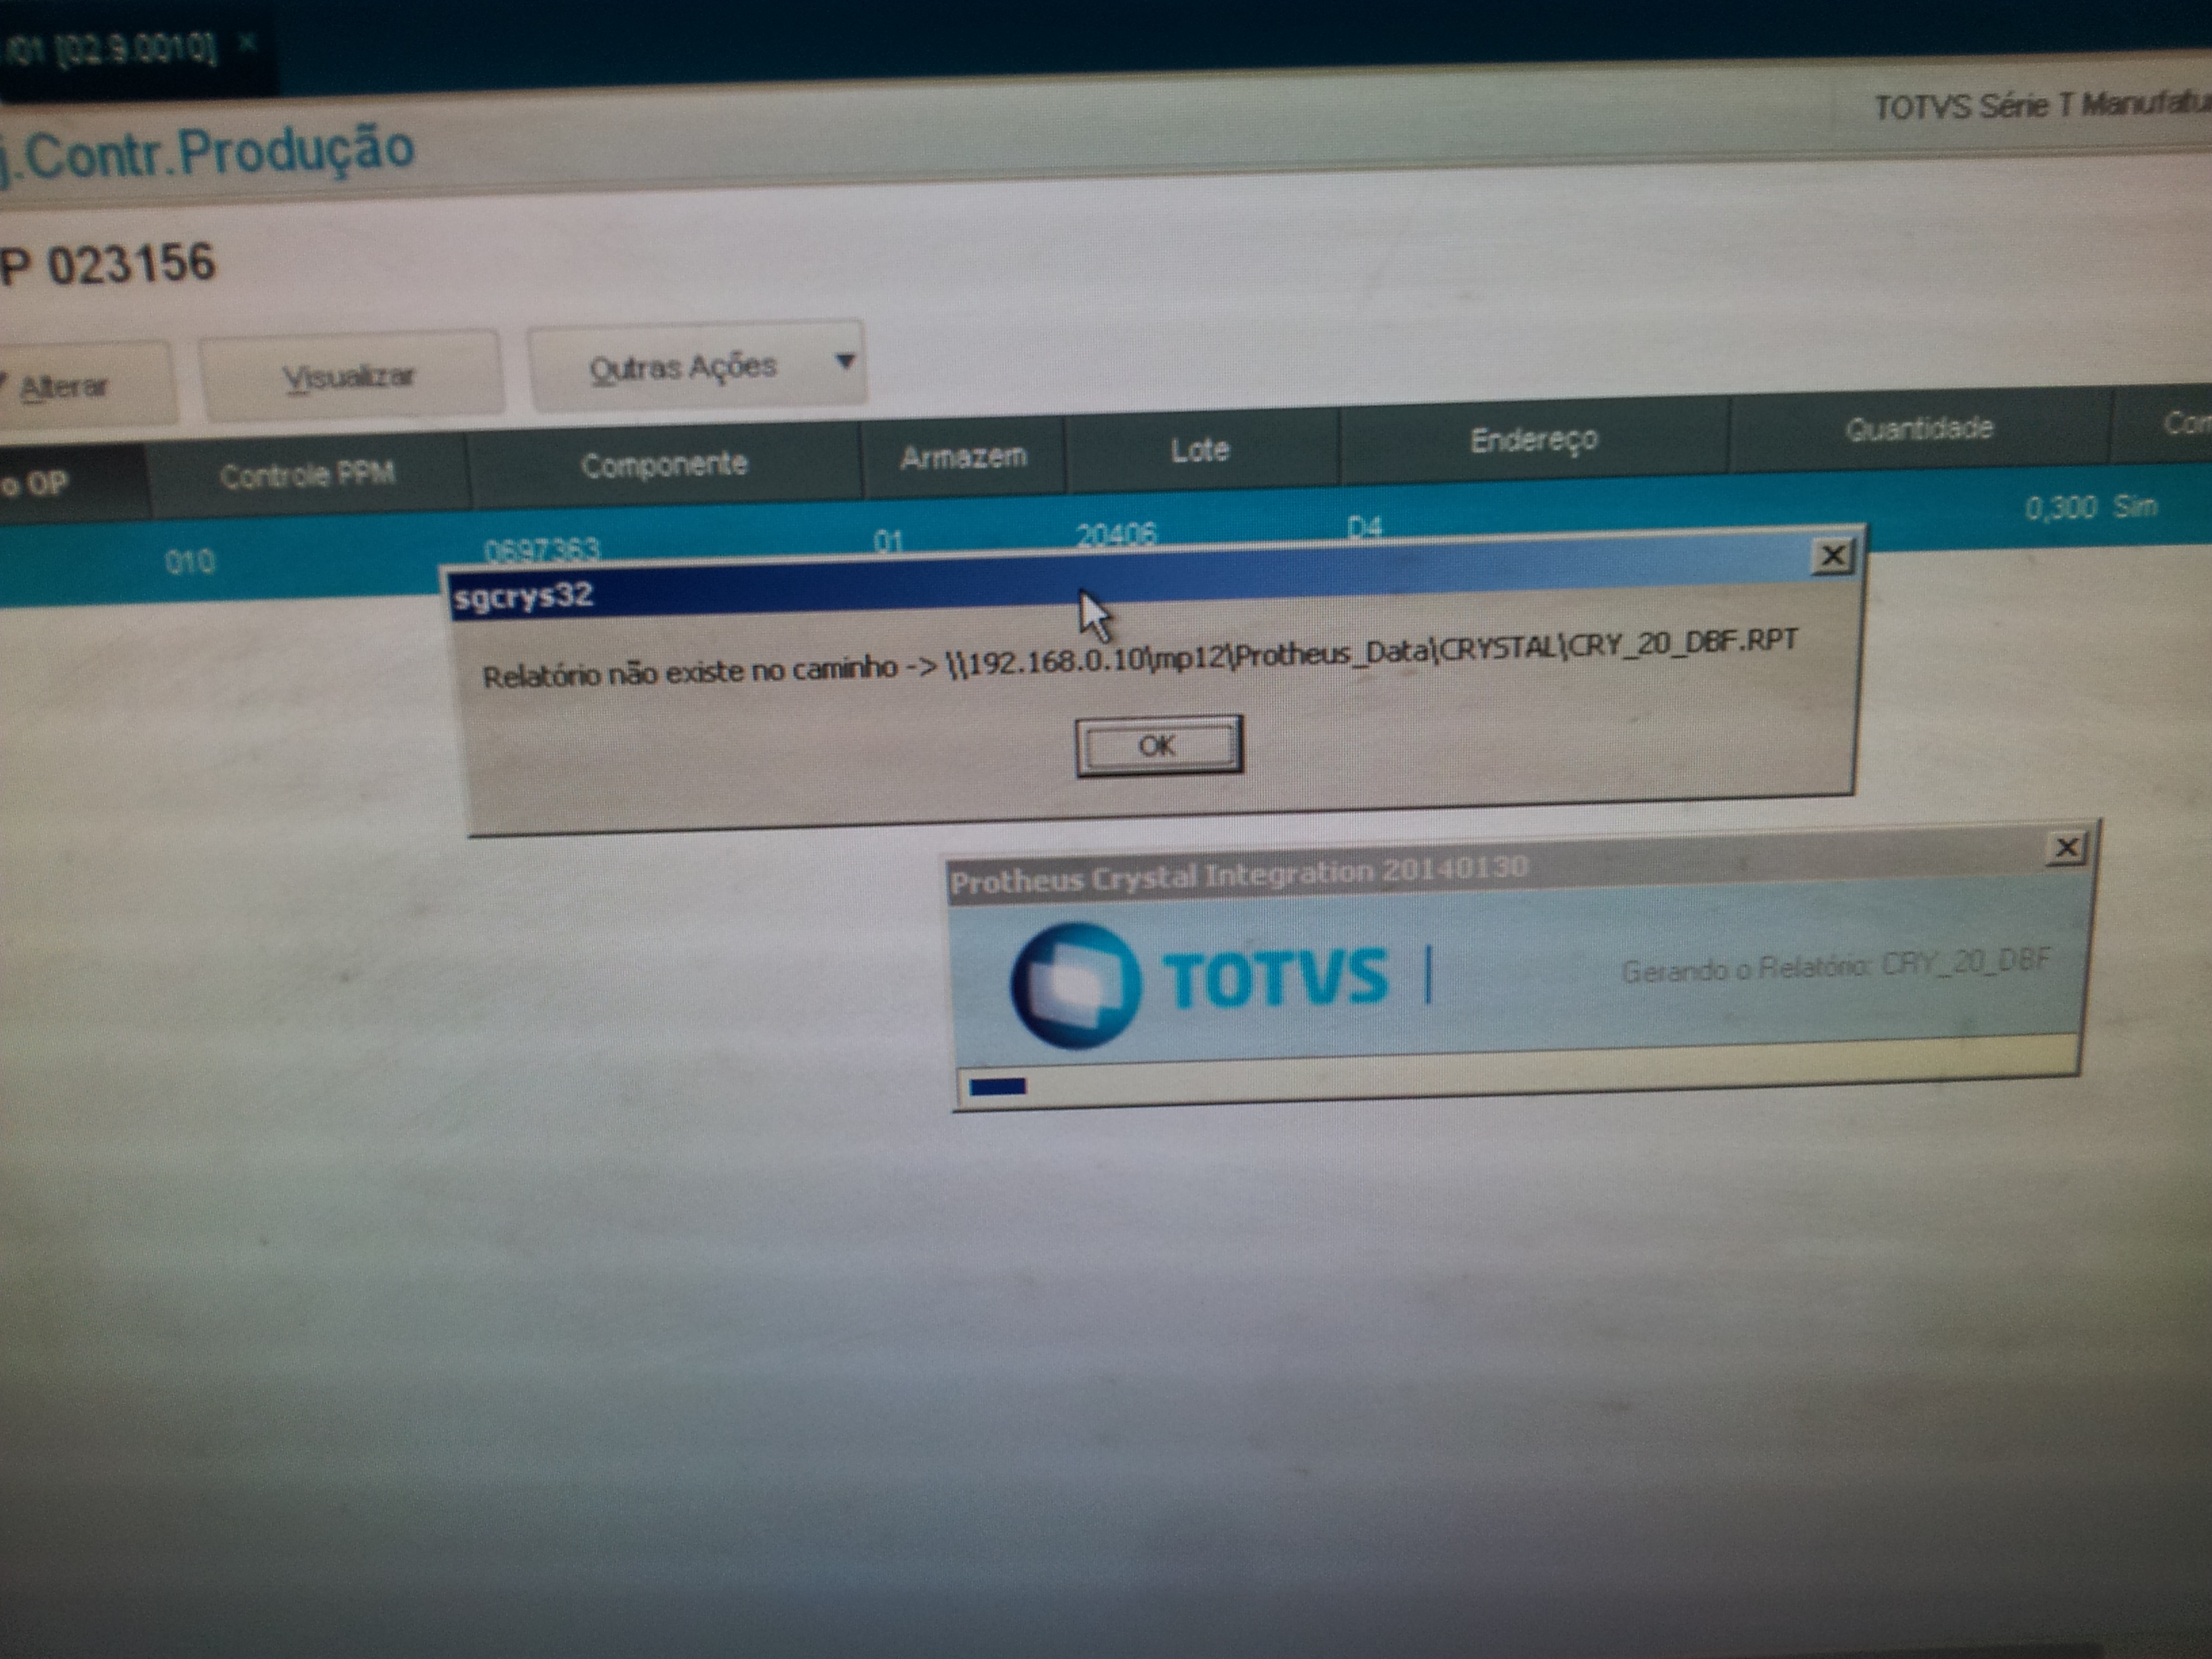 /01 [02.9.0010] ×
TOTVS Série T Manufatu
j.Contr.Produção
P 023156
Alterar
Visualizar
Outras Ações
o OP
Controle PPM
Componente
Armazem
Lote
Endereço
Quantidade
Con
010
0697363
01
20406
D4
0,300
Sim
sgcrys32
Relatório não existe no caminho -> \\192.168.0.10\mp12\Protheus_Data\CRYSTAL\CRY_20_DBF.RPT
OK
Protheus Crystal Integration 20140130
TOTVS
Gerando o Relatório: CRY_20_DBF